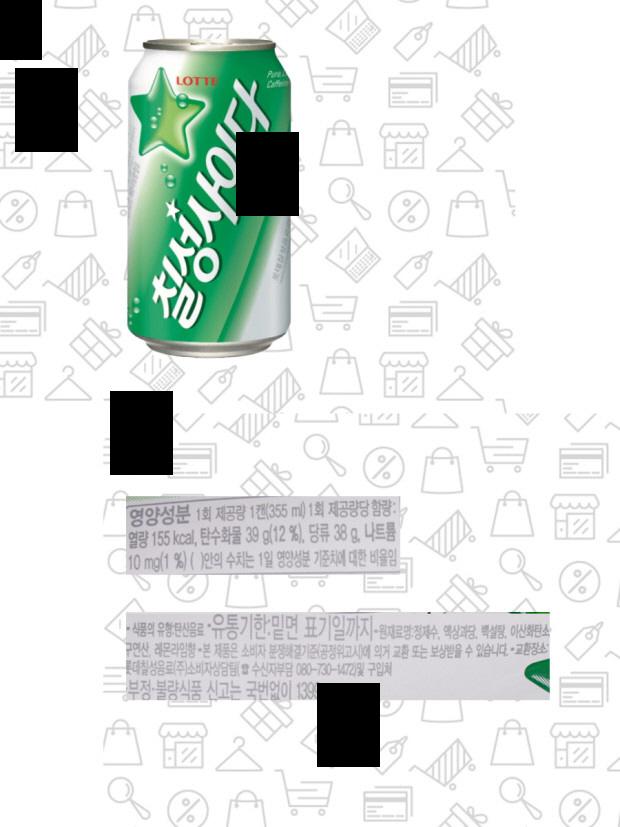 LOTTE
Pure
Caffeine
칠성사이다
영양성분 1회 제공량 1캔(355 ml) 1회 제공량당 함량:
열량 155 kcal, 탄수화물 39 g(12 %), 당류 38 g, 나트륨
10 mg(1 %) ( )안의 수치는 1일 영양성분 기준치에 대한 비율임
•식품의 유형:탄산음료 •유통기한:밑면 표기일까지 •원재료명:정제수, 액상과당, 백설탕, 이산화탄소
구연산, 레몬라임향 •본 제품은 소비자 분쟁해결기준(공정위고시)에 의거 교환 또는 보상받을 수 있습니다. •교환장소:
롯데칠성음료(주)소비자상담팀(☎ 수신자부담 080-730-1472)및 구입처
부정·불량식품 신고는 국번없이 1399